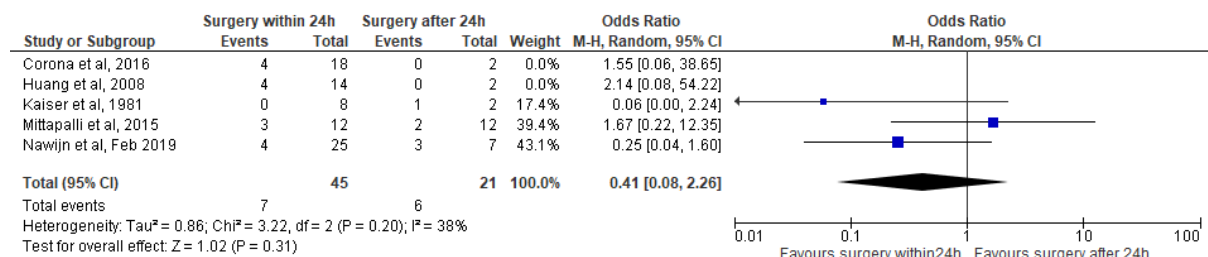 Surgery within 24h Surgery after 24h Odds Ratio Odds Ratio
Study or Subgroup Events Total Events Total Weight M-H, Random, 95% CI M-H, Random, 95% CI
Corona et al, 2016 4 18 0 2 0.0% 1.55 [0.06, 38.65]
Huang et al, 2008 4 14 0 2 0.0% 2.14 [0.08, 54.22]
Kaiser et al, 1981 0 8 1 2 17.4% 0.06 [0.00, 2.24]
Mittapalli et al, 2015 3 12 2 12 39.4% 1.67 [0.22, 12.35]
Nawijn et al, Feb 2019 4 25 3 7 43.1% 0.25 [0.04, 1.60]
Total (95% CI) 45 21 100.0% 0.41 [0.08, 2.26]
Total events 7 6
Heterogeneity: Tau² = 0.86; Chi² = 3.22, df = 2 (P = 0.20); I² = 38%
Test for overall effect: Z = 1.02 (P = 0.31)
0.01 0.1 1 10 100
Favours surgery within24h Favours surgery after 24h